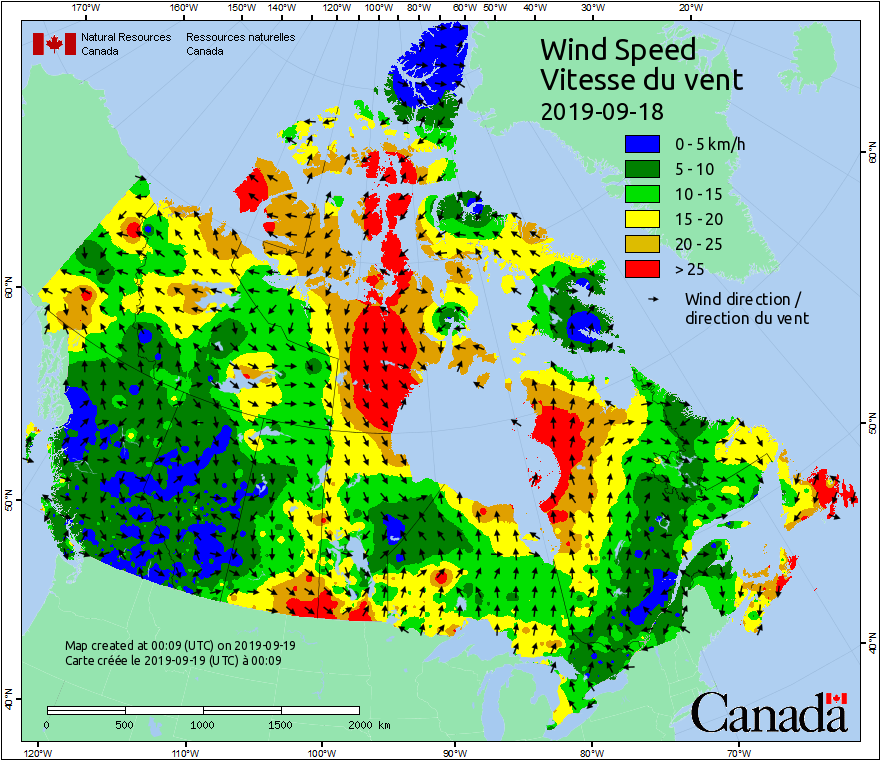 170°W 160°W 150°W 140°W 120°W 100°W 80°W 60°W 50°W 40°W 30°W 20°W
Natural Resources Ressources naturelles
Canada Canada
Wind Speed
Vitesse du vent
2019-09-18
0 - 5 km/h
5 - 10
10 - 15
15 - 20
20 - 25
> 25
Wind direction /
direction du vent
60°N
60°N
50°N
50°N
40°N
40°N
Map created at 00:09 (UTC) on 2019-09-19
Carte créée le 2019-09-19 (UTC) à 00:09
0 500 1000 1500 2000 km
Canada
120°W 110°W 100°W 90°W 80°W 70°W